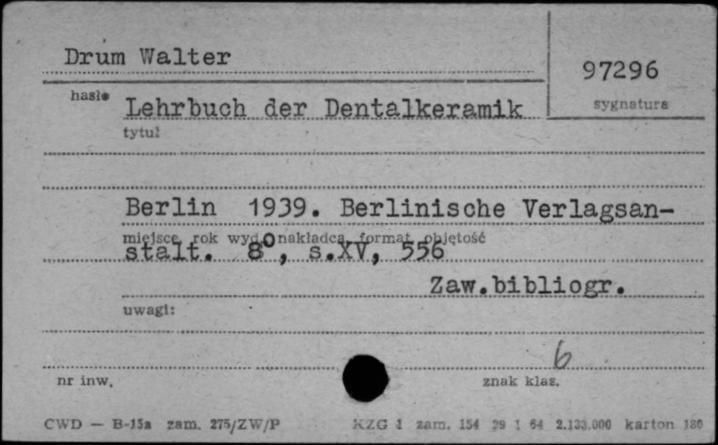 Drum Walter
97296
hasło
sygnatura
Lehrbuch der Dentalkeramik
tytuł
Berlin 1939. Berlinische Verlagsan-
miejsce, rok wyd., nakładca, format, objętość
stalt. 8°, s.XV, 556
Zaw.bibliogr.
uwagi:
6
nr inw. znak klas.
CWD — B-15a zam. 275/ZW/P KZG 1 zam. 154 29 1 64 2.133.000 karton 180